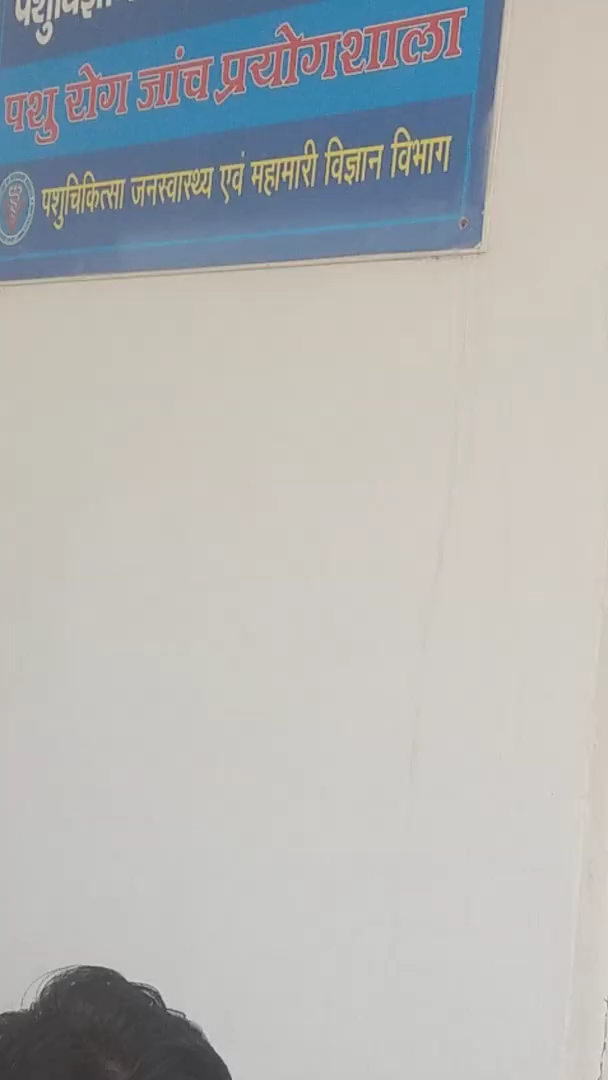 पशु रोग जांच प्रयोगशाला
पशुचिकित्सा जनस्वास्थ्य एवं महामारी विज्ञान विभाग